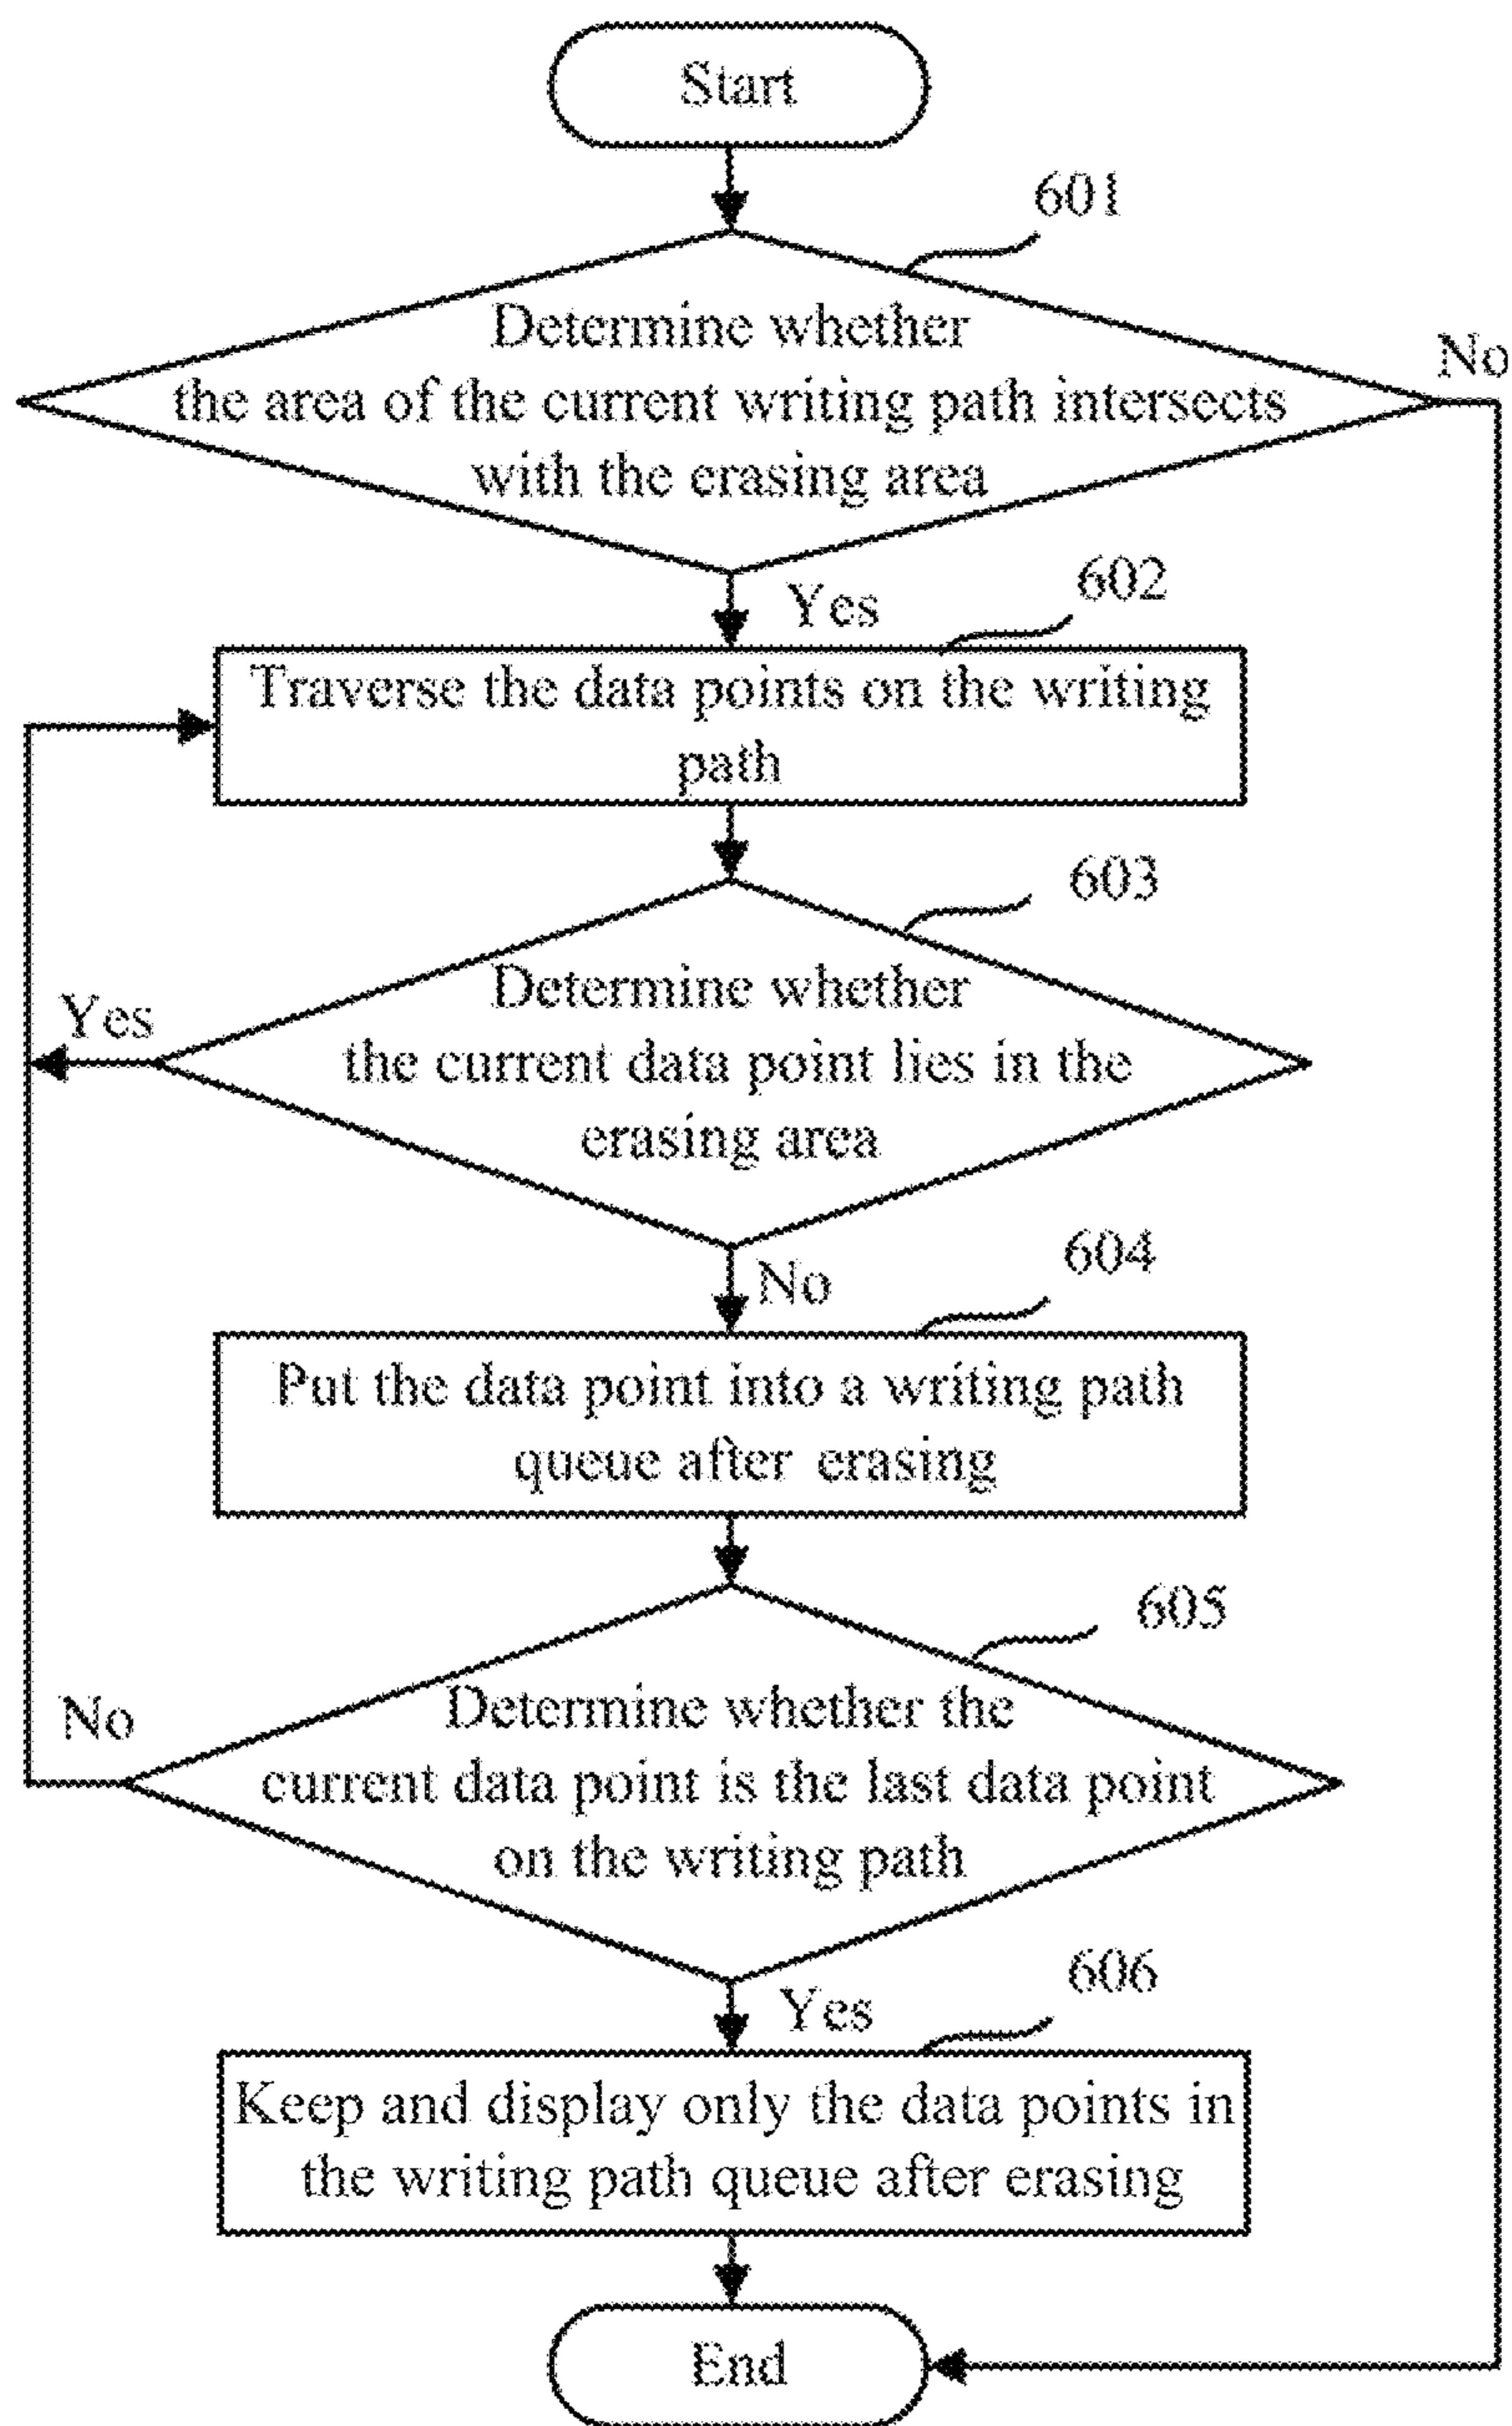 Start
601
Determine whether
the area of the current writing path intersects
with the erasing area
No
Yes
602
Traverse the data points on the writing
path
603
Determine whether
the current data point lies in the
erasing area
Yes
No
604
Put the data point into a writing path
queue after erasing
605
Determine whether the
current data point is the last data point
on the writing path
No
Yes
606
Keep and display only the data points in
the writing path queue after erasing
End